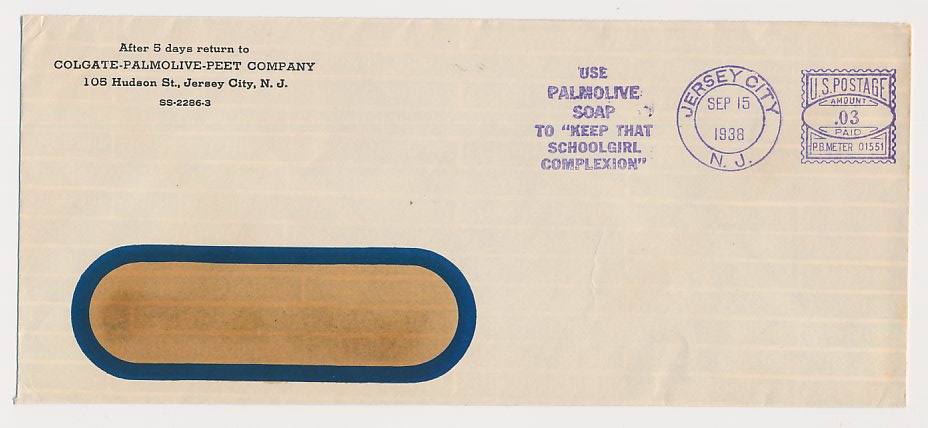 After 5 days return to
COLGATE-PALMOLIVE-PEET COMPANY
105 Hudson St., Jersey City, N. J.
SS-2286-3
USE
PALMOLIVE
SOAP
TO "KEEP THAT
SCHOOLGIRL
COMPLEXION"
JERSEY CITY
SEP 15
1938
N. J.
U.S. POSTAGE
AMOUNT
.03
PAID
P.B. METER 01551